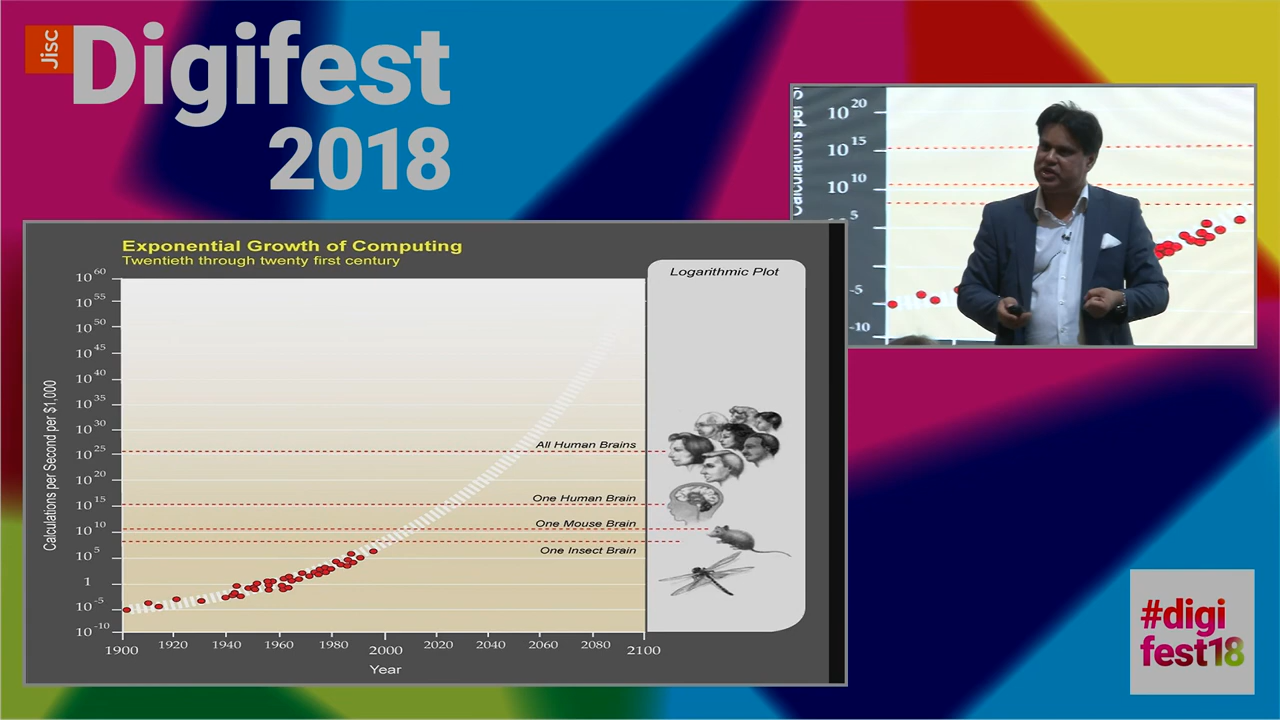 Jisc
Digifest
2018
Exponential Growth of Computing
Twentieth through twenty first century
Logarithmic Plot
Calculations per Second per $1,000
10^60
10^55
10^50
10^45
10^40
10^35
10^30
10^25
10^20
10^15
10^10
10^5
1
10^-5
10^-10
All Human Brains
One Human Brain
One Mouse Brain
One Insect Brain
1900 1920 1940 1960 1980 2000 2020 2040 2060 2080 2100
Year
10^20
10^15
10^10
5
-5
-10
#digi
fest18